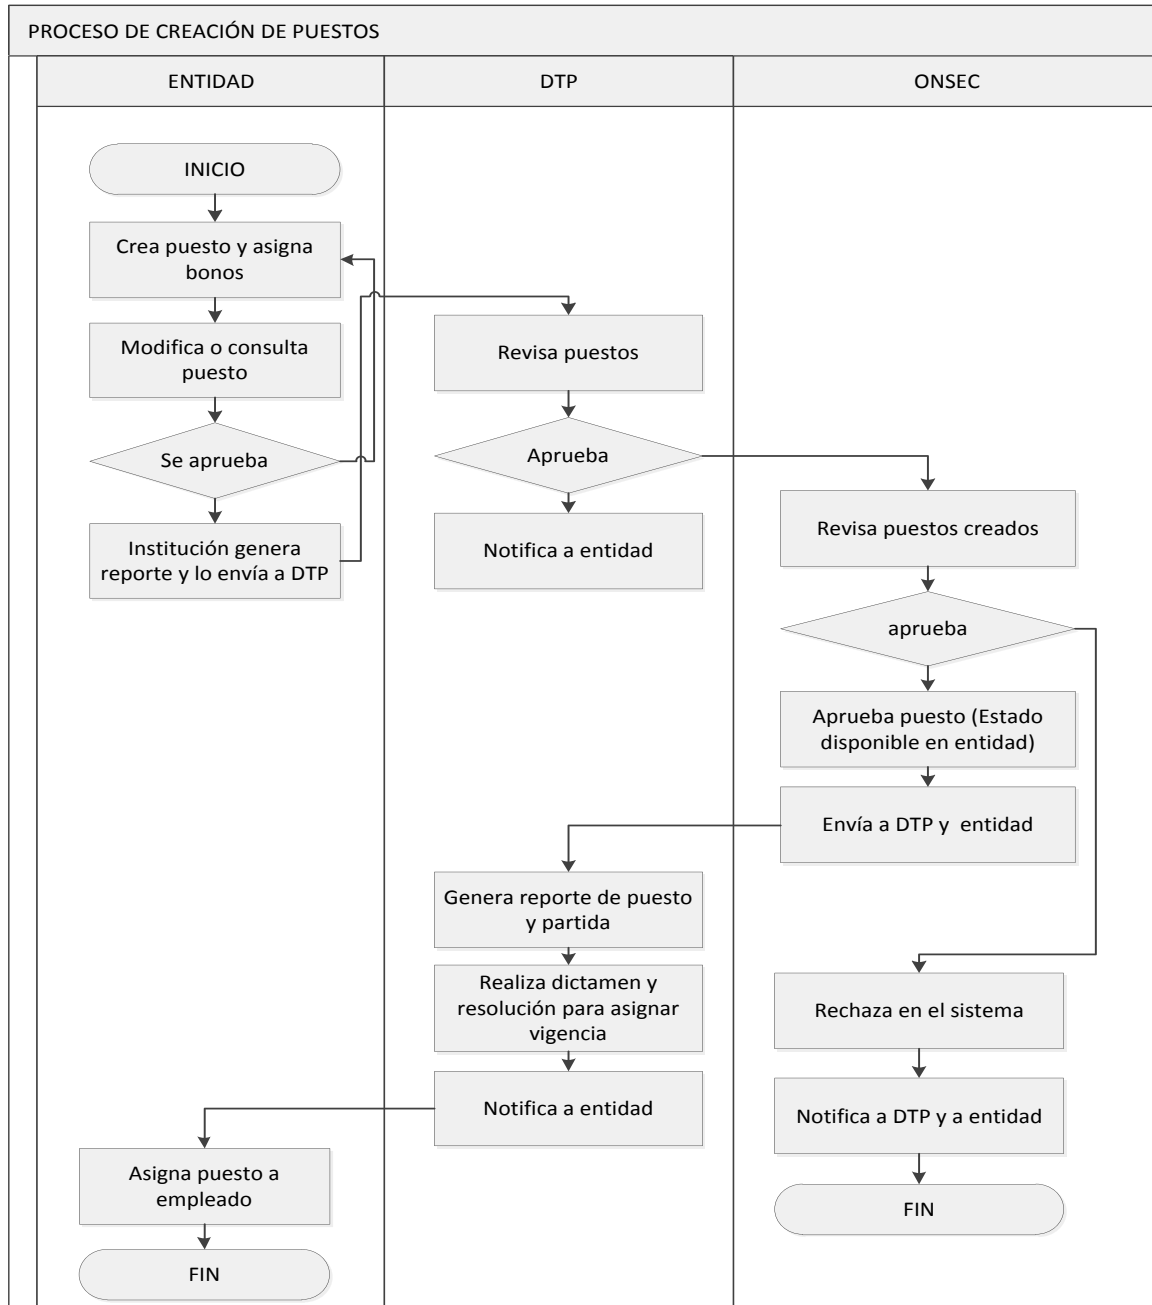 PROCESO DE CREACIÓN DE PUESTOS
ENTIDAD
DTP
ONSEC
INICIO
Crea puesto y asigna
bonos
Modifica o consulta
puesto
Se aprueba
Institución genera
reporte y lo envía a DTP
Revisa puestos
Aprueba
Notifica a entidad
Revisa puestos creados
aprueba
Aprueba puesto (Estado
disponible en entidad)
Envía a DTP y entidad
Genera reporte de puesto
y partida
Realiza dictamen y
resolución para asignar
vigencia
Notifica a entidad
Rechaza en el sistema
Notifica a DTP y a entidad
FIN
Asigna puesto a
empleado
FIN